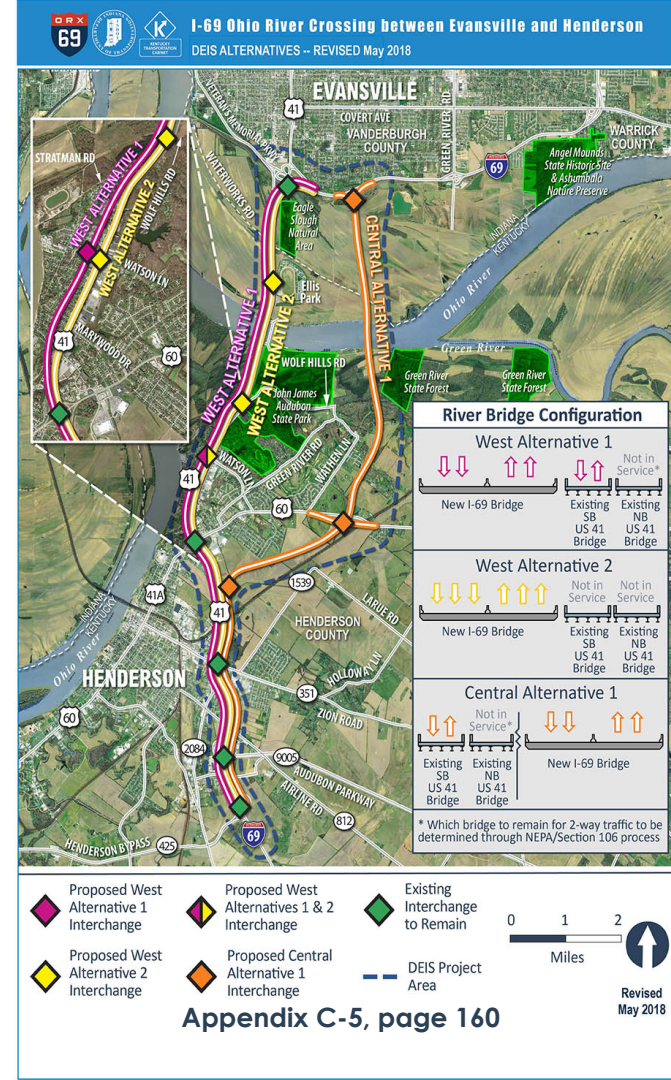 ORX
69
KENTUCKY
TRANSPORTATION
CABINET
I-69 Ohio River Crossing between Evansville and Henderson
DEIS ALTERNATIVES -- REVISED May 2018
STRATMAN RD
WEST ALTERNATIVE 1
WEST ALTERNATIVE 2
WOLF HILLS RD
WATSON LN
MARYWOOD DR
41
60
VETERAN'S MEMORIAL PKWY
WATERWORKS RD
41
EVANSVILLE
COVERT AVE
VANDERBURGH
COUNTY
GREEN RIVER RD
69
WARRICK
COUNTY
Angel Mounds
State Historic Site
& Ashumbala
Nature Preserve
INDIANA
KENTUCKY
Ohio River
Eagle
Slough
Natural
Area
Ellis
Park
WEST ALTERNATIVE 1
WEST ALTERNATIVE 2
CENTRAL ALTERNATIVE 1
Green River
WOLF HILLS RD
John James
Audubon
State Park
Green River
State Forest
Green River
State Forest
WATSON LN
GREEN RIVER RD
WATHEN LN
41
60
41A
41
1539
LARUE RD
HENDERSON
COUNTY
HOLLOWAY LN
351
ZION ROAD
INDIANA
KENTUCKY
Ohio River
HENDERSON
60
2084
9005
AUDUBON PARKWAY
AIRLINE RD
812
69
HENDERSON BYPASS
425
River Bridge Configuration
West Alternative 1
Not in
Service*
New I-69 Bridge
Existing
SB
US 41
Bridge
Existing
NB
US 41
Bridge
West Alternative 2
Not in
Service
Not in
Service
New I-69 Bridge
Existing
SB
US 41
Bridge
Existing
NB
US 41
Bridge
Central Alternative 1
Not in
Service*
Existing
SB
US 41
Bridge
Existing
NB
US 41
Bridge
New I-69 Bridge
* Which bridge to remain for 2-way traffic to be
determined through NEPA/Section 106 process
Proposed West
Alternative 1
Interchange
Proposed West
Alternatives 1 & 2
Interchange
Existing
Interchange
to Remain
Proposed West
Alternative 2
Interchange
Proposed Central
Alternative 1
Interchange
DEIS Project
Area
0 1 2
Miles
Revised
May 2018
Appendix C-5, page 160